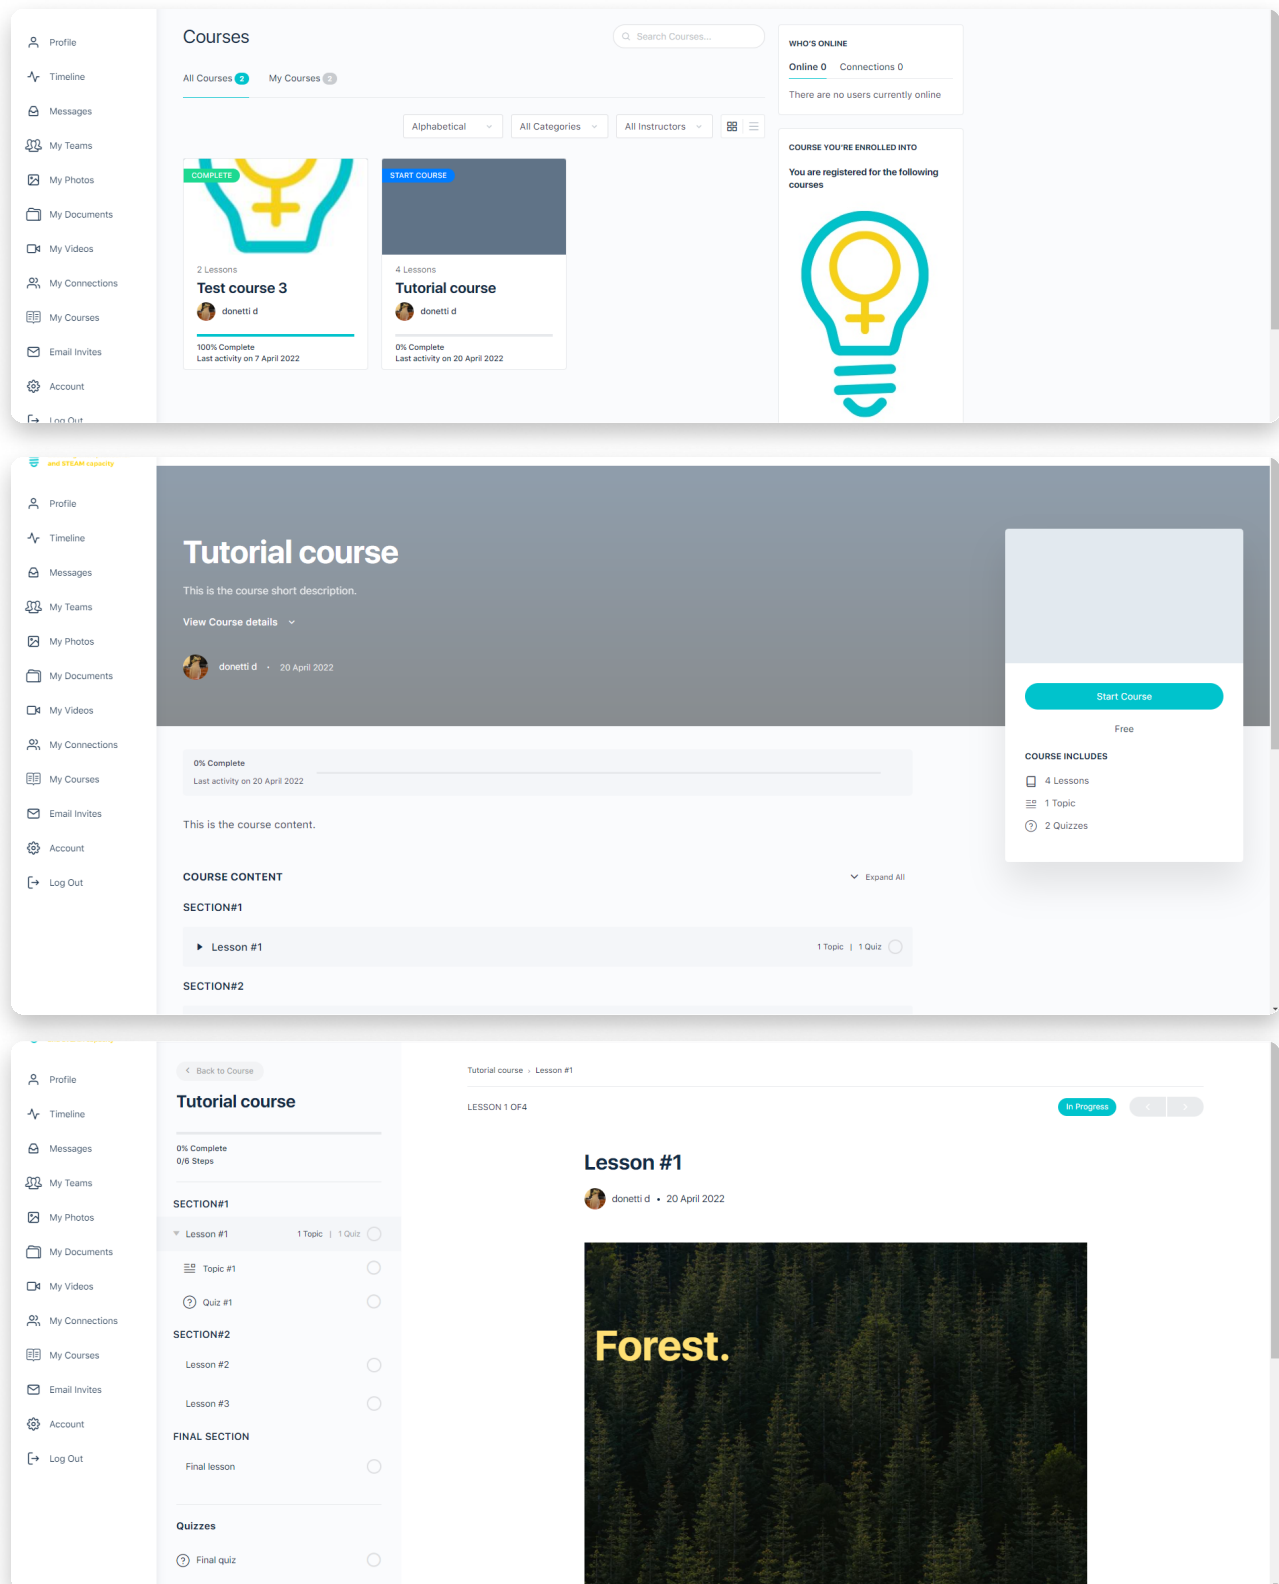 Profile
Timeline
Messages
My Teams
My Photos
My Documents
My Videos
My Connections
My Courses
Email Invites
Account
Log Out
Courses
Search Courses...
All Courses 2
My Courses 2
Alphabetical
All Categories
All Instructors
COMPLETE
2 Lessons
Test course 3
donetti d
100% Complete
Last activity on 7 April 2022
START COURSE
4 Lessons
Tutorial course
donetti d
0% Complete
Last activity on 20 April 2022
WHO'S ONLINE
Online 0 Connections 0
There are no users currently online
COURSE YOU'RE ENROLLED INTO
You are registered for the following
courses
and STEAM capacity
Profile
Timeline
Messages
My Teams
My Photos
My Documents
My Videos
My Connections
My Courses
Email Invites
Account
Log Out
Tutorial course
This is the course short description.
View Course details
donetti d • 20 April 2022
Start Course
Free
COURSE INCLUDES
4 Lessons
1 Topic
2 Quizzes
0% Complete
Last activity on 20 April 2022
This is the course content.
COURSE CONTENT
Expand All
SECTION#1
Lesson #1
1 Topic | 1 Quiz
SECTION#2
Profile
Timeline
Messages
My Teams
My Photos
My Documents
My Videos
My Connections
My Courses
Email Invites
Account
Log Out
Back to Course
Tutorial course
0% Complete
0/6 Steps
SECTION#1
Lesson #1 1 Topic | 1 Quiz
Topic #1
Quiz #1
SECTION#2
Lesson #2
Lesson #3
FINAL SECTION
Final lesson
Quizzes
Final quiz
Tutorial course › Lesson #1
LESSON 1 OF4
In Progress
Lesson #1
donetti d • 20 April 2022
Forest.